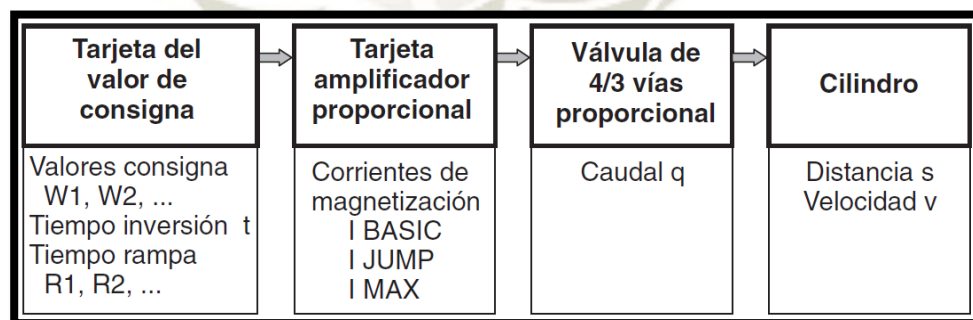 Tarjeta del
valor de
consigna
Tarjeta
amplificador
proporcional
Válvula de
4/3 vías
proporcional
Cilindro
Valores consigna
W1, W2, ...
Tiempo inversión t
Tiempo rampa
R1, R2, ...
Corrientes de
magnetización
I BASIC
I JUMP
I MAX
Caudal q
Distancia s
Velocidad v